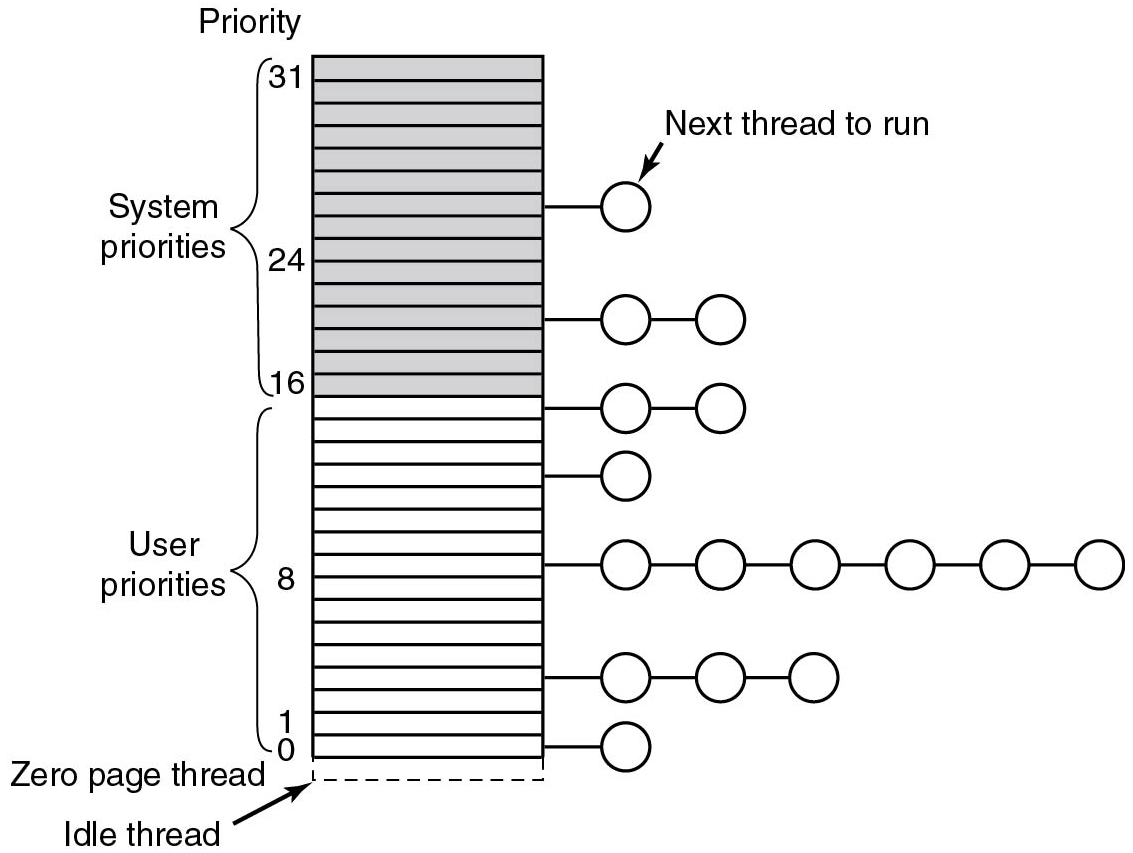 Priority
31
Next thread to run
System
priorities
24
16
User
priorities
8
1
0
Zero page thread
Idle thread